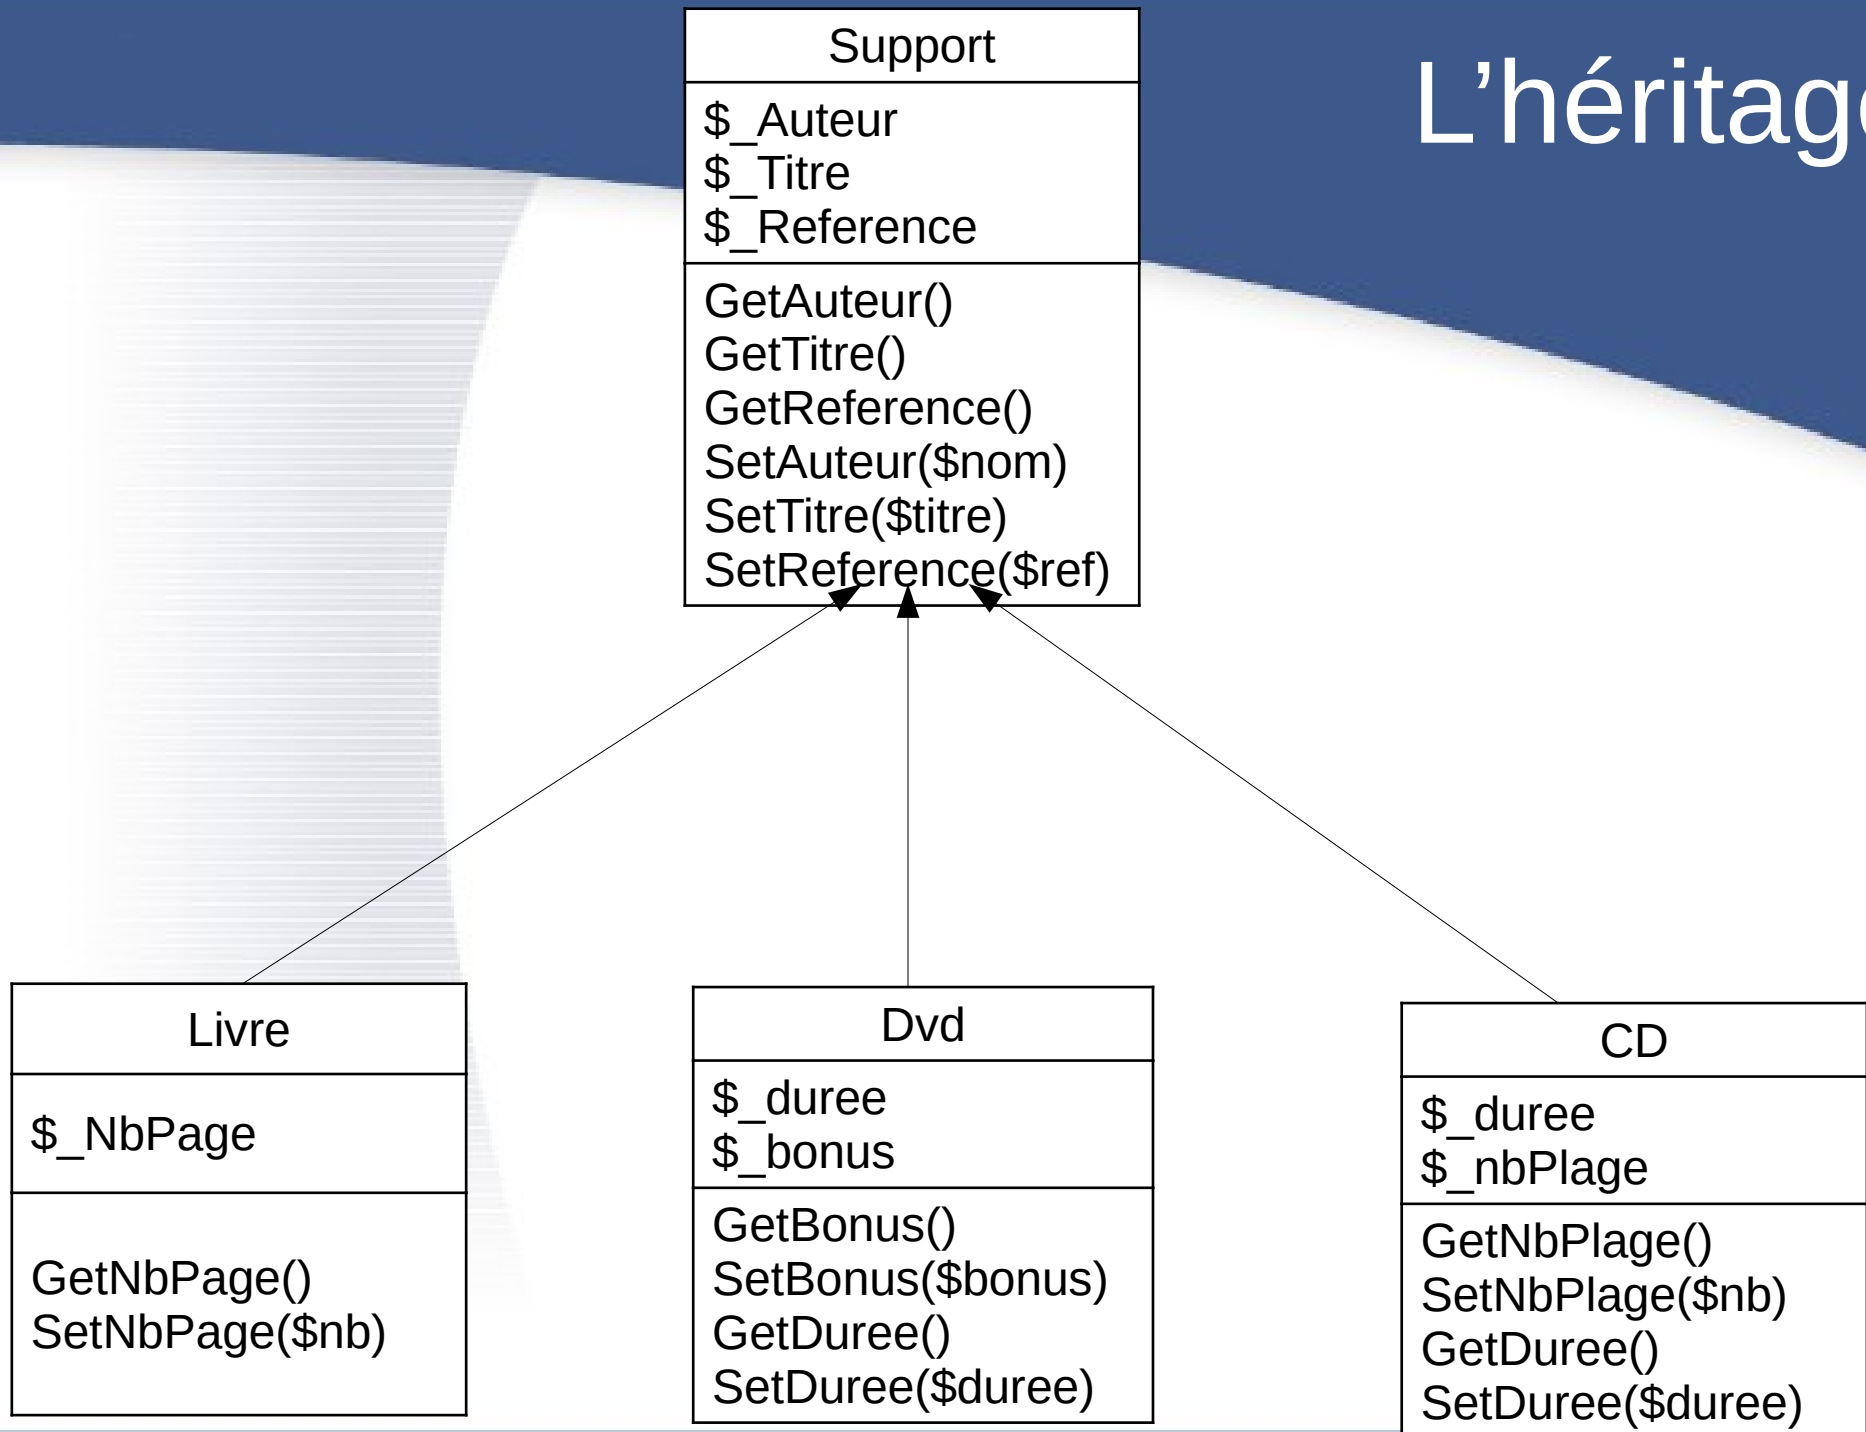 L'héritage
Support
$_Auteur
$_Titre
$_Reference
GetAuteur()
GetTitre()
GetReference()
SetAuteur($nom)
SetTitre($titre)
SetReference($ref)
Livre
$_NbPage
GetNbPage()
SetNbPage($nb)
Dvd
$_duree
$_bonus
GetBonus()
SetBonus($bonus)
GetDuree()
SetDuree($duree)
CD
$_duree
$_nbPlage
GetNbPlage()
SetNbPlage($nb)
GetDuree()
SetDuree($duree)